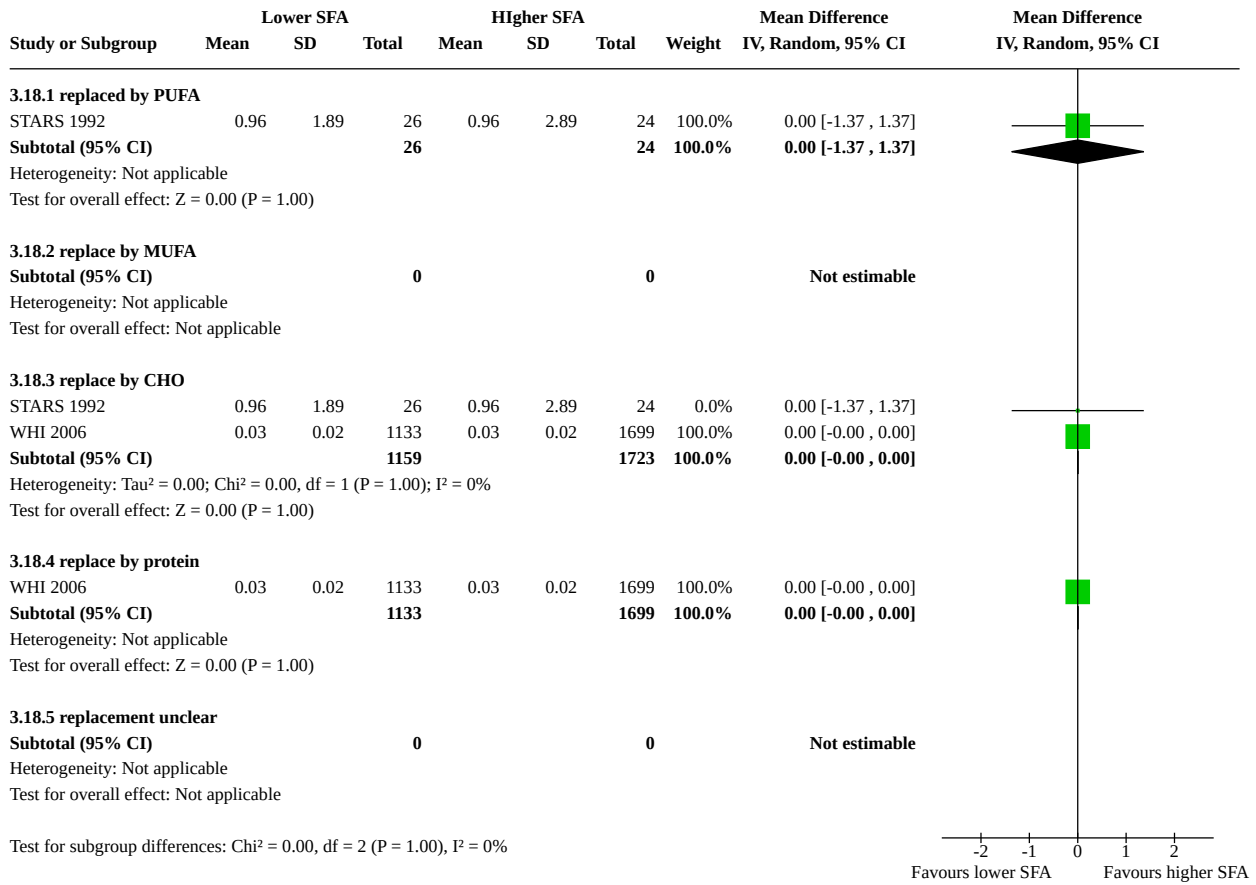 Lower SFA HIgher SFA Mean Difference Mean Difference
Study or Subgroup Mean SD Total Mean SD Total Weight IV, Random, 95% CI IV, Random, 95% CI
3.18.1 replaced by PUFA
STARS 1992 0.96 1.89 26 0.96 2.89 24 100.0% 0.00 [-1.37 , 1.37]
Subtotal (95% CI) 26 24 100.0% 0.00 [-1.37 , 1.37]
Heterogeneity: Not applicable
Test for overall effect: Z = 0.00 (P = 1.00)
3.18.2 replace by MUFA
Subtotal (95% CI) 0 0 Not estimable
Heterogeneity: Not applicable
Test for overall effect: Not applicable
3.18.3 replace by CHO
STARS 1992 0.96 1.89 26 0.96 2.89 24 0.0% 0.00 [-1.37 , 1.37]
WHI 2006 0.03 0.02 1133 0.03 0.02 1699 100.0% 0.00 [-0.00 , 0.00]
Subtotal (95% CI) 1159 1723 100.0% 0.00 [-0.00 , 0.00]
Heterogeneity: Tau² = 0.00; Chi² = 0.00, df = 1 (P = 1.00); I² = 0%
Test for overall effect: Z = 0.00 (P = 1.00)
3.18.4 replace by protein
WHI 2006 0.03 0.02 1133 0.03 0.02 1699 100.0% 0.00 [-0.00 , 0.00]
Subtotal (95% CI) 1133 1699 100.0% 0.00 [-0.00 , 0.00]
Heterogeneity: Not applicable
Test for overall effect: Z = 0.00 (P = 1.00)
3.18.5 replacement unclear
Subtotal (95% CI) 0 0 Not estimable
Heterogeneity: Not applicable
Test for overall effect: Not applicable
Test for subgroup differences: Chi² = 0.00, df = 2 (P = 1.00), I² = 0%
-2 -1 0 1 2
Favours lower SFA Favours higher SFA